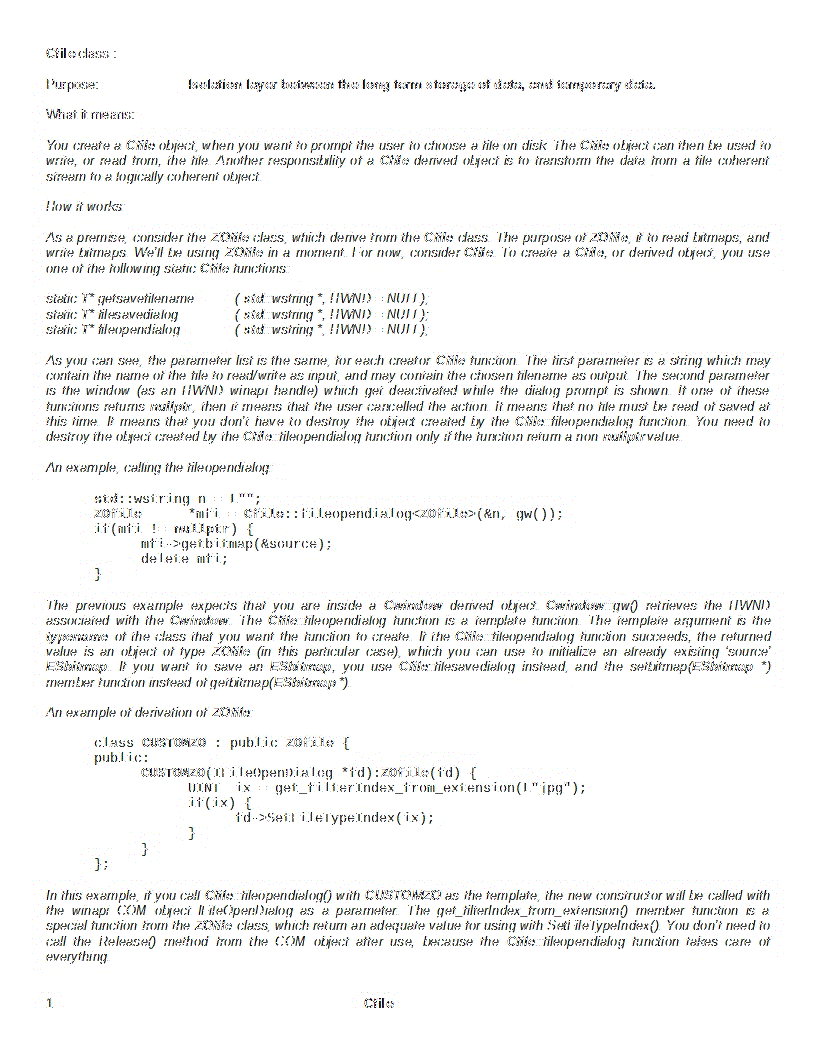 Cfile class :
Purpose: Isolation layer between the long term storage of data, and temporary data.
What it means:
You create a Cfile object, when you want to prompt the user to choose a file on disk. The Cfile object can then be used to
write, or read from, the file. Another responsibility of a Cfile derived object is to transform the data from a file coherent
stream to a logically coherent object.
How it works:
As a premise, consider the ZOfile class, which derive from the Cfile class. The purpose of ZOfile, it to read bitmaps, and
write bitmaps. We'll be using ZOfile in a moment. For now, consider Cfile. To create a Cfile, or derived object, you use
one of the following static Cfile functions:
static T* getsavefilename ( std::wstring *, HWND = NULL);
static T* filesavedialog ( std::wstring *, HWND = NULL);
static T* fileopendialog ( std::wstring *, HWND = NULL);
As you can see, the parameter list is the same, for each creator Cfile function. The first parameter is a string which may
contain the name of the file to read/write as input, and may contain the chosen filename as output. The second parameter
is the window (as an HWND winapi handle) which get deactivated while the dialog prompt is shown. If one of these
functions returns nullptr, then it means that the user cancelled the action. It means that no file must be read of saved at
this time. It means that you don't have to destroy the object created by the Cfile::fileopendialog function. You need to
destroy the object created by the Cfile::fileopendialog function only if the function return a non nullptr value.
An example, calling the fileopendialog:
std::wstring n = L"";
ZOfile *mfi = Cfile::fileopendialog<ZOfile>(&n, gw());
if(mfi != nullptr) {
mfi->getbitmap(&source);
delete mfi;
}
The previous example expects that you are inside a Cwindow derived object. Cwindow::gw() retrieves the HWND
associated with the Cwindow. The Cfile::fileopendialog function is a template function. The template argument is the
typename of the class that you want the function to create. If the Cfile::fileopendialog function succeeds, the returned
value is an object of type ZOfile (in this particular case), which you can use to initialize an already existing 'source'
ESbitmap. If you want to save an ESbitmap, you use Cfile::filesavedialog instead, and the setbitmap(ESbitmap *)
member function instead of getbitmap(ESbitmap *).
An example of derivation of ZOfile:
class CUSTOMZO : public ZOfile {
public:
CUSTOMZO(IFileOpenDialog *fd):ZOfile(fd) {
UINT ix = get_filterIndex_from_extension(L"jpg");
if(ix) {
fd->SetFileTypeIndex(ix);
}
}
};
In this example, if you call Cfile::fileopendialog() with CUSTOMZO as the template, the new constructor will be called with
the winapi COM object IFileOpenDialog as a parameter. The get_filterIndex_from_extension() member function is a
special function from the ZOfile class, which return an adequate value for using with SetFileTypeIndex(). You don't need to
call the Release() method from the COM object after use, because the Cfile::fileopendialog function takes care of
everything.
1 Cfile